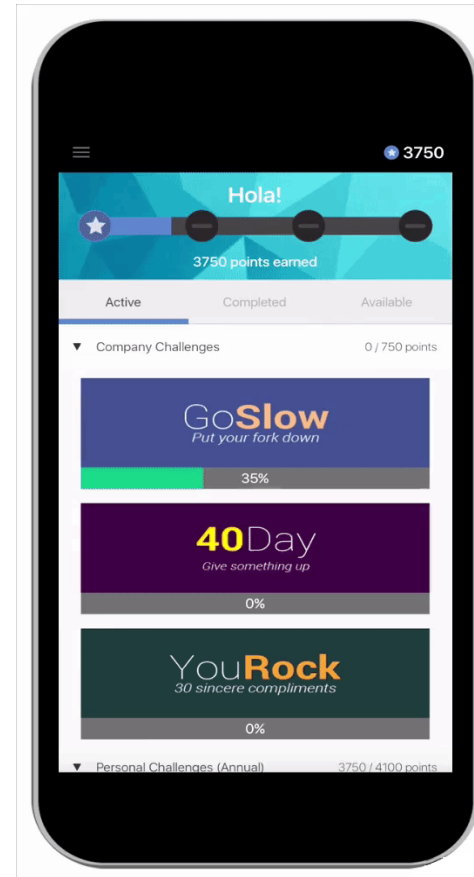 3750
Hola!
3750 points earned
Active Completed Available
Company Challenges 0 / 750 points
GoSlow
Put your fork down
35%
40Day
Give something up
0%
YouRock
30 sincere compliments
0%
Personal Challenges (Annual) 3750 / 4100 points